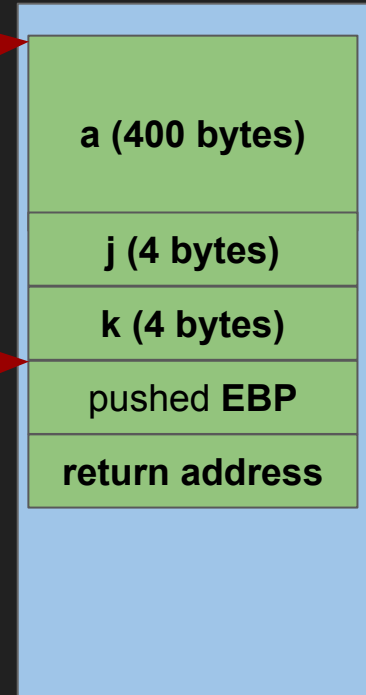 a (400 bytes)
j (4 bytes)
k (4 bytes)
pushed EBP
return address